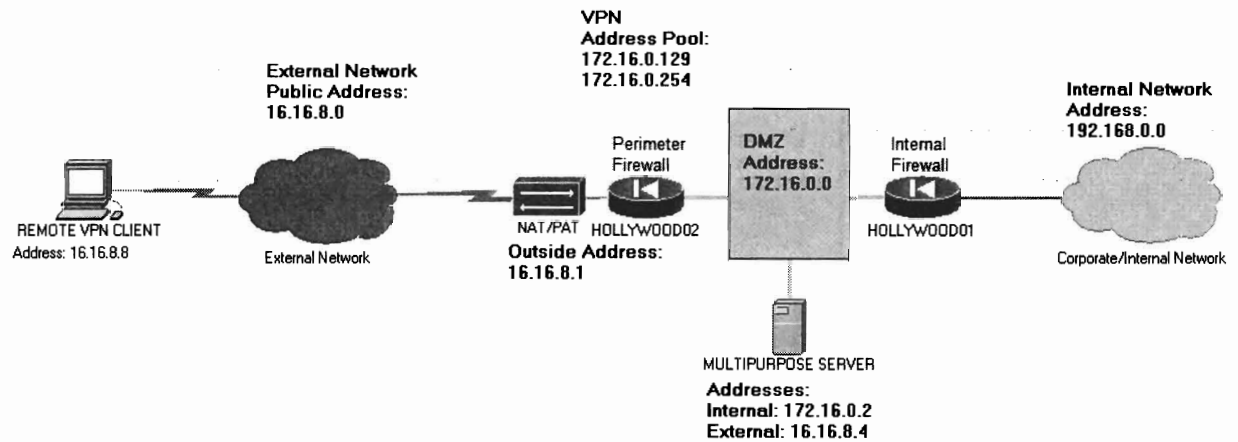 VPN
Address Pool:
172.16.0.129
172.16.0.254
External Network
Public Address:
16.16.8.0
Internal Network
Address:
192.168.0.0
Perimeter
Firewall
DMZ
Address:
172.16.0.0
Internal
Firewall
REMOTE VPN CLIENT
Address: 16.16.8.8
External Network
NAT/PAT
Outside Address:
16.16.8.1
HOLLYWOOD02
HOLLYWOOD01
Corporate/Internal Network
MULTIPURPOSE SERVER
Addresses:
Internal: 172.16.0.2
External: 16.16.8.4